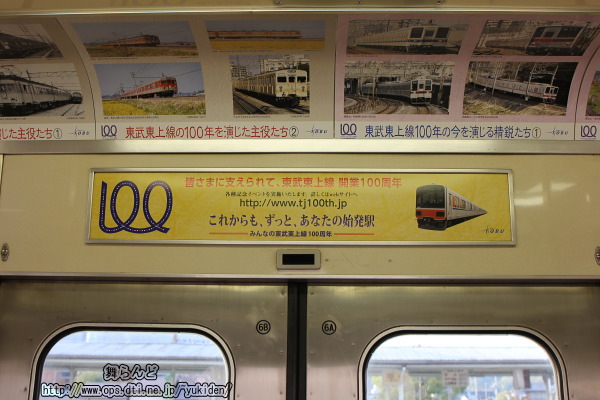 じた主役たち①
100 東武東上線の100年を演じた主役たち② TOBU
100 東武東上線100年の今を演じる精鋭たち① TOBU
100
100
皆さまに支えられて、東武東上線 開業100周年
各種記念イベントを実施いたします 詳しくはwebサイトへ
http://www.tj100th.jp
これからも、ずっと、あなたの始発駅
みんなの東武東上線100周年
TOBU
6B
6A
舞らんど
http://www.ops.dti.ne.jp/~yukiden/